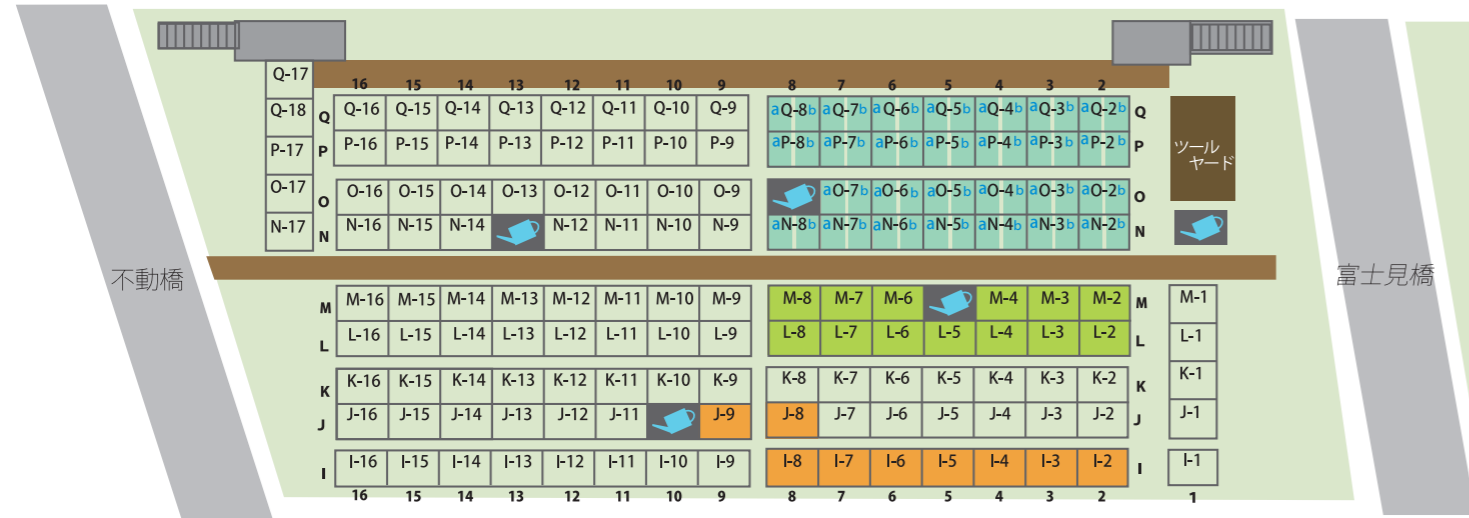 Q-17
16 15 14 13 12 11 10 9 8 7 6 5 4 3 2
Q-18 Q Q-16 Q-15 Q-14 Q-13 Q-12 Q-11 Q-10 Q-9 aQ-8b aQ-7b aQ-6b aQ-5b aQ-4b aQ-3b aQ-2b Q
P-17 P P-16 P-15 P-14 P-13 P-12 P-11 P-10 P-9 aP-8b aP-7b aP-6b aP-5b aP-4b aP-3b aP-2b P
ツール
ヤード
O-17 O O-16 O-15 O-14 O-13 O-12 O-11 O-10 O-9 aO-7b aO-6b aO-5b aO-4b aO-3b aO-2b O
N-17 N N-16 N-15 N-14 N-12 N-11 N-10 N-9 aN-8b aN-7b aN-6b aN-5b aN-4b aN-3b aN-2b N
不動橋
富士見橋
M M-16 M-15 M-14 M-13 M-12 M-11 M-10 M-9 M-8 M-7 M-6 M-4 M-3 M-2 M M-1
L L-16 L-15 L-14 L-13 L-12 L-11 L-10 L-9 L-8 L-7 L-6 L-5 L-4 L-3 L-2 L L-1
K K-16 K-15 K-14 K-13 K-12 K-11 K-10 K-9 K-8 K-7 K-6 K-5 K-4 K-3 K-2 K K-1
J J-16 J-15 J-14 J-13 J-12 J-11 J-9 J-8 J-7 J-6 J-5 J-4 J-3 J-2 J J-1
I I-16 I-15 I-14 I-13 I-12 I-11 I-10 I-9 I-8 I-7 I-6 I-5 I-4 I-3 I-2 I I-1
16 15 14 13 12 11 10 9 8 7 6 5 4 3 2 1